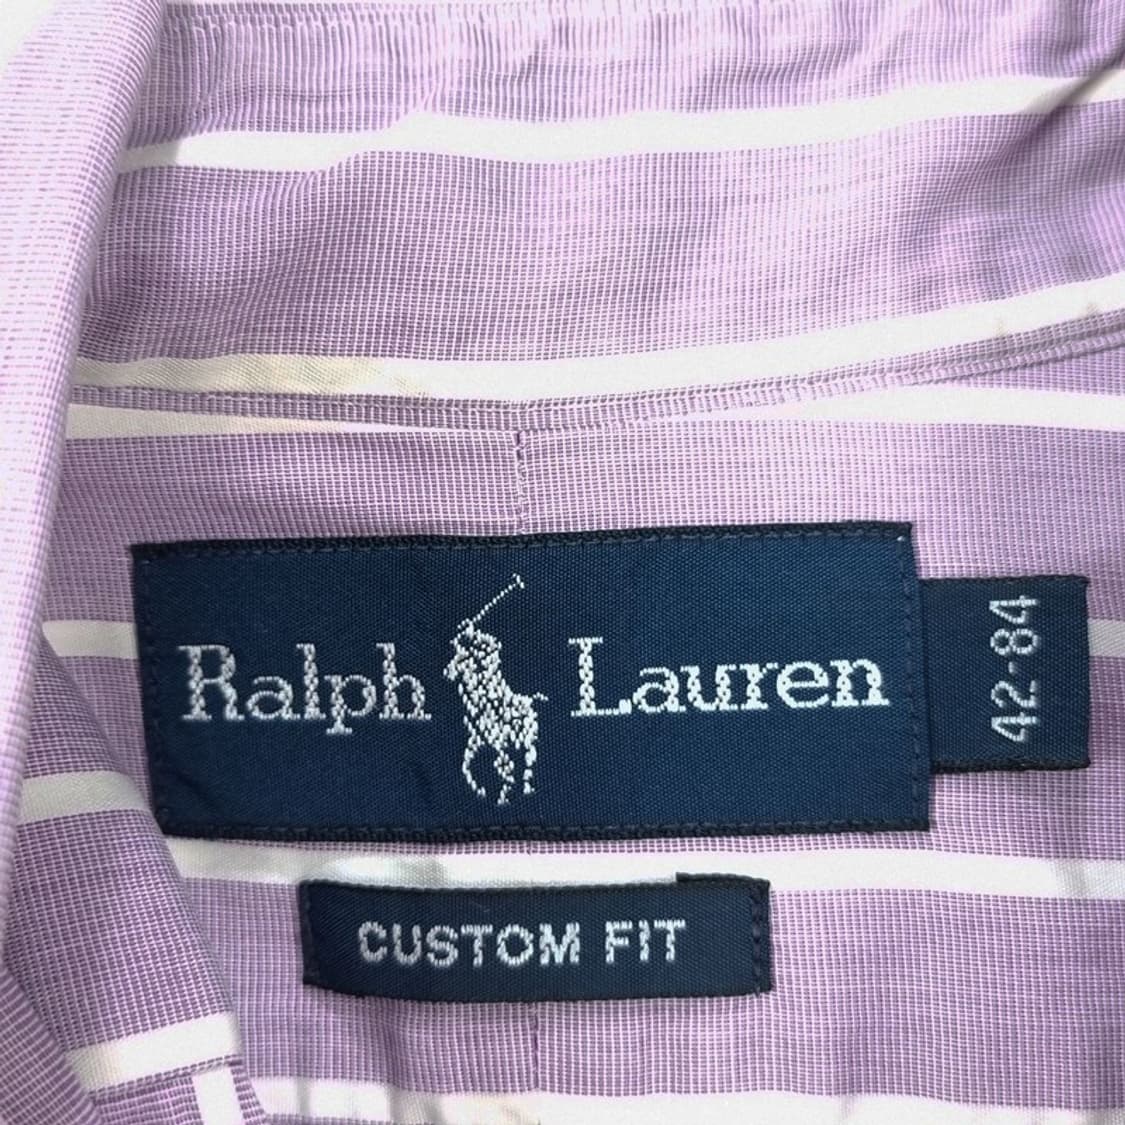 Ralph Lauren
42-84
CUSTOM FIT